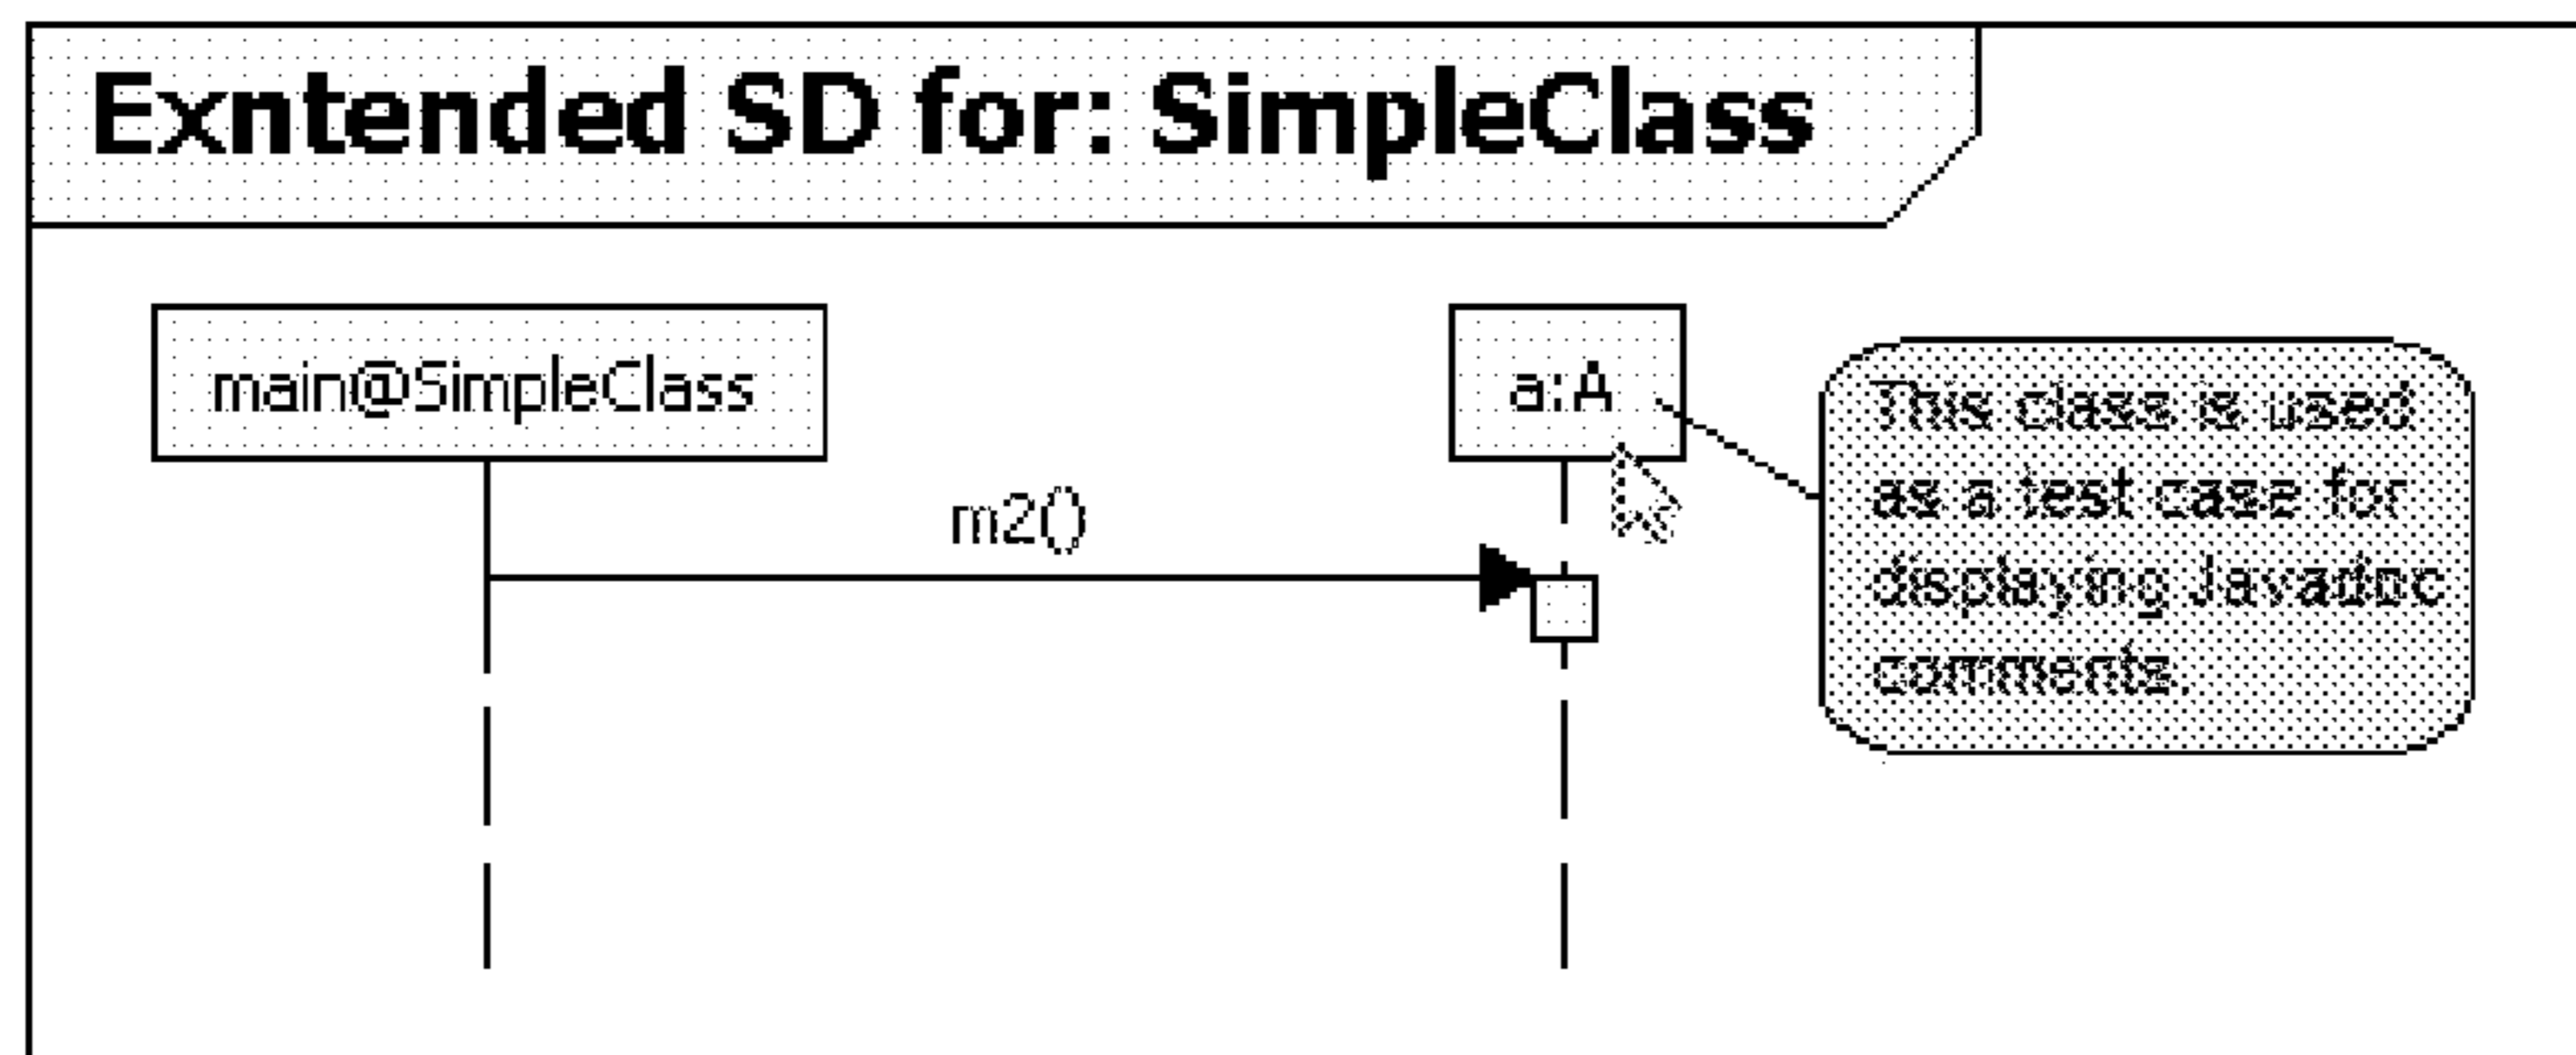 Exntended SD for: SimpleClass
main@SimpleClass
a:A
This class is used
as a test case for
displaying Javadoc
comments.
m2()